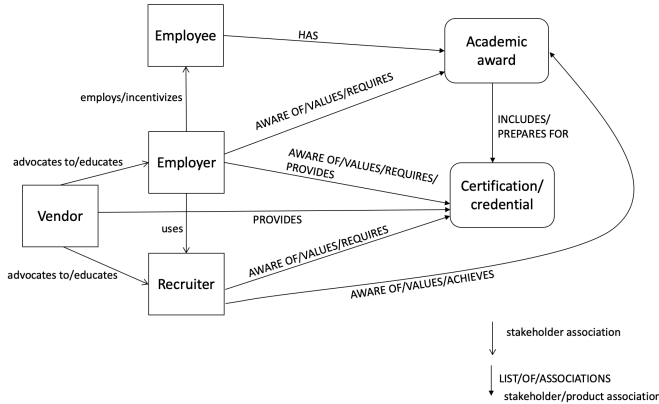 Employee
HAS
Academic
award
employs/incentivizes
AWARE OF/VALUES/REQUIRES
INCLUDES/
PREPARES FOR
advocates to/educates
Employer
AWARE OF/VALUES/REQUIRES/
PROVIDES
Certification/
credential
Vendor
PROVIDES
uses
AWARE OF/VALUES/REQUIRES
advocates to/educates
Recruiter
AWARE OF/VALUES/ACHIEVES
stakeholder association
LIST/OF/ASSOCIATIONS
stakeholder/product association